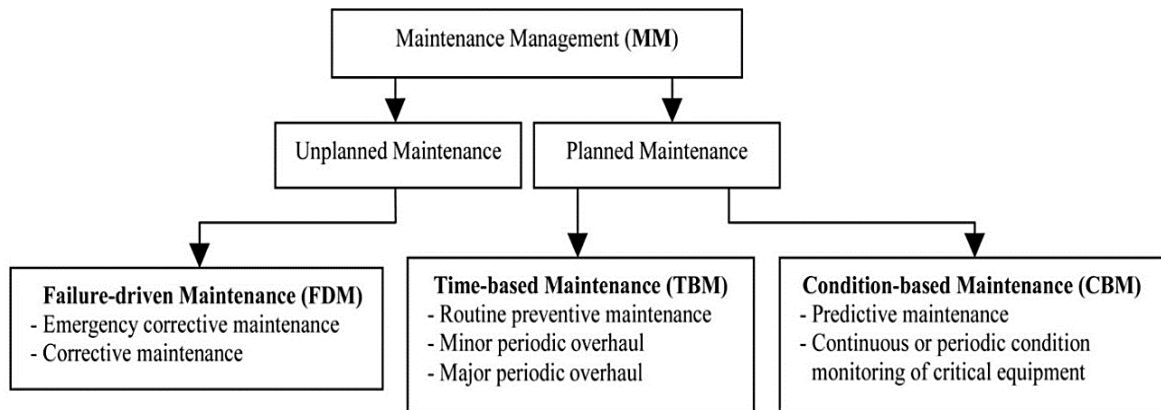 Maintenance Management (MM)
Unplanned Maintenance
Planned Maintenance
Failure-driven Maintenance (FDM)
- Emergency corrective maintenance
- Corrective maintenance
Time-based Maintenance (TBM)
- Routine preventive maintenance
- Minor periodic overhaul
- Major periodic overhaul
Condition-based Maintenance (CBM)
- Predictive maintenance
- Continuous or periodic condition
monitoring of critical equipment